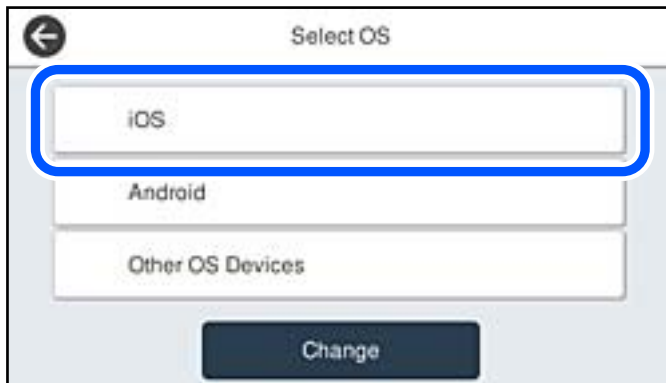 Select OS
iOS
Android
Other OS Devices
Change